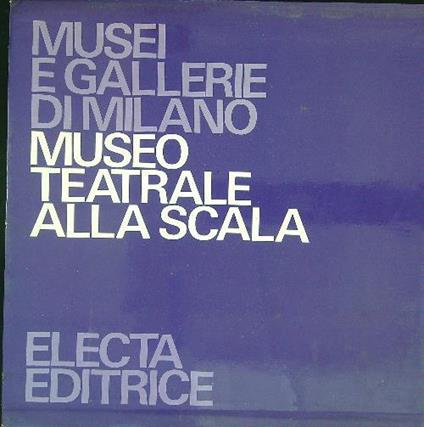 MUSEI
E GALLERIE
DI MILANO
MUSEO
TEATRALE
ALLA SCALA
ELECTA
EDITRICE